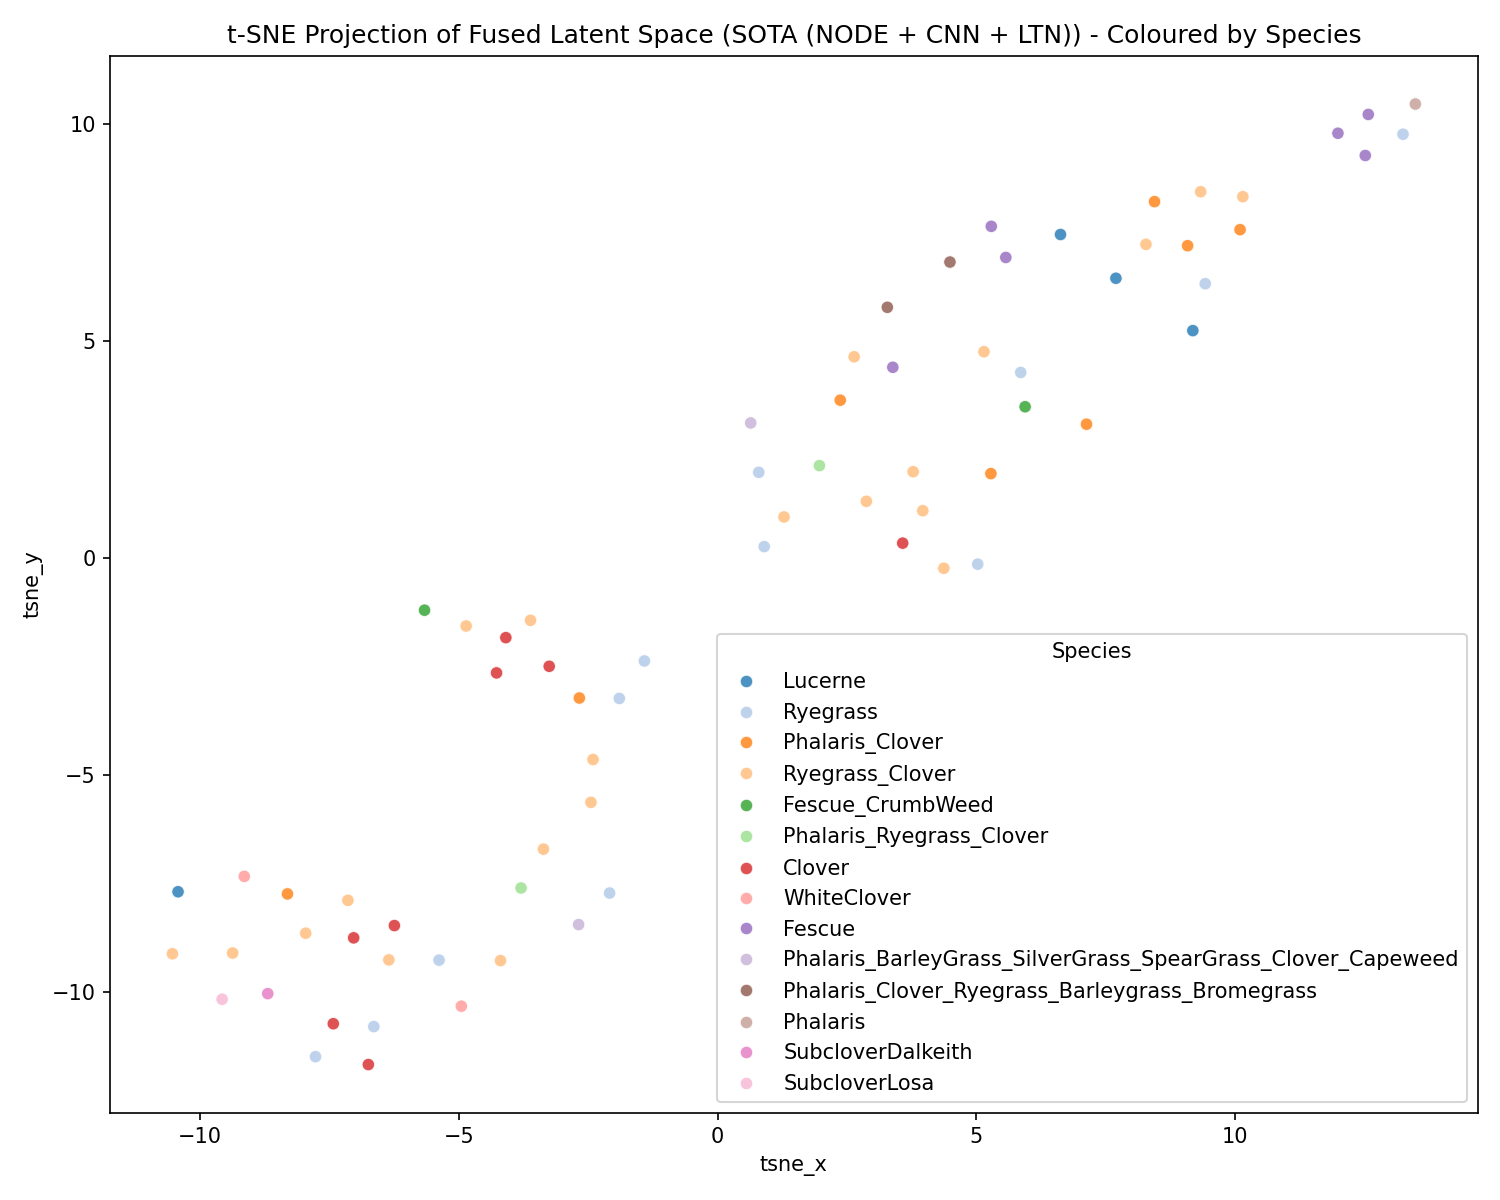 t-SNE Projection of Fused Latent Space (SOTA (NODE + CNN + LTN)) - Coloured by Species
10
5
0
−5
−10
tsne_y
−10
−5
0
5
10
tsne_x
Species
Lucerne
Ryegrass
Phalaris_Clover
Ryegrass_Clover
Fescue_CrumbWeed
Phalaris_Ryegrass_Clover
Clover
WhiteClover
Fescue
Phalaris_BarleyGrass_SilverGrass_SpearGrass_Clover_Capeweed
Phalaris_Clover_Ryegrass_Barleygrass_Bromegrass
Phalaris
SubcloverDalkeith
SubcloverLosa